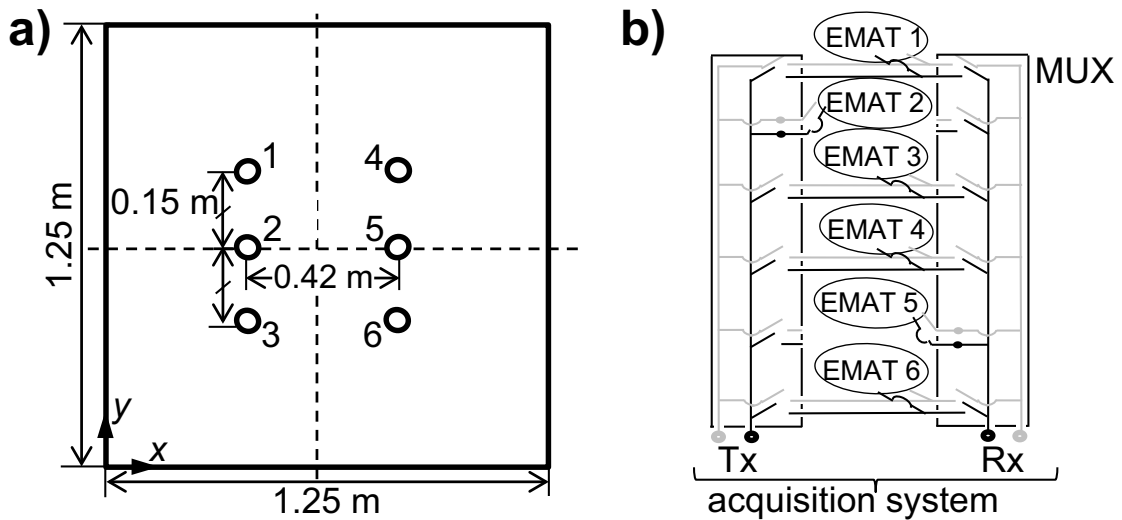 a)
1
4
0.15 m
2
5
1.25 m
0.42 m
3
6
y
x
1.25 m
b)
EMAT 1
MUX
EMAT 2
EMAT 3
EMAT 4
EMAT 5
EMAT 6
Tx
Rx
acquisition system